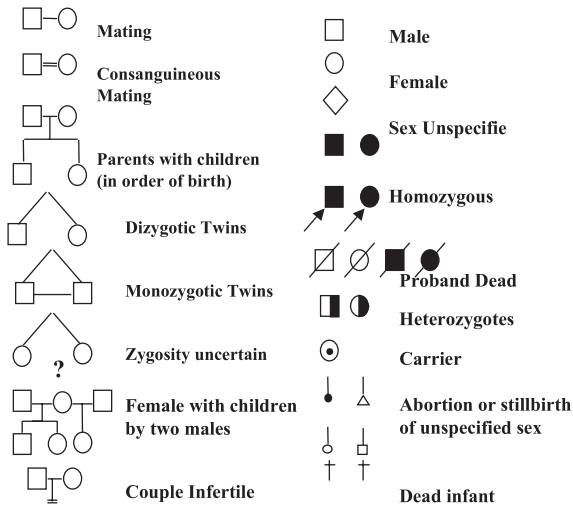 Mating
Consanguineous
Mating
Parents with children
(in order of birth)
Dizygotic Twins
Monozygotic Twins
?
Zygosity uncertain
Female with children
by two males
Couple Infertile
Male
Female
Sex Unspecifie
Homozygous
Proband Dead
Heterozygotes
Carrier
Abortion or stillbirth
of unspecified sex
Dead infant